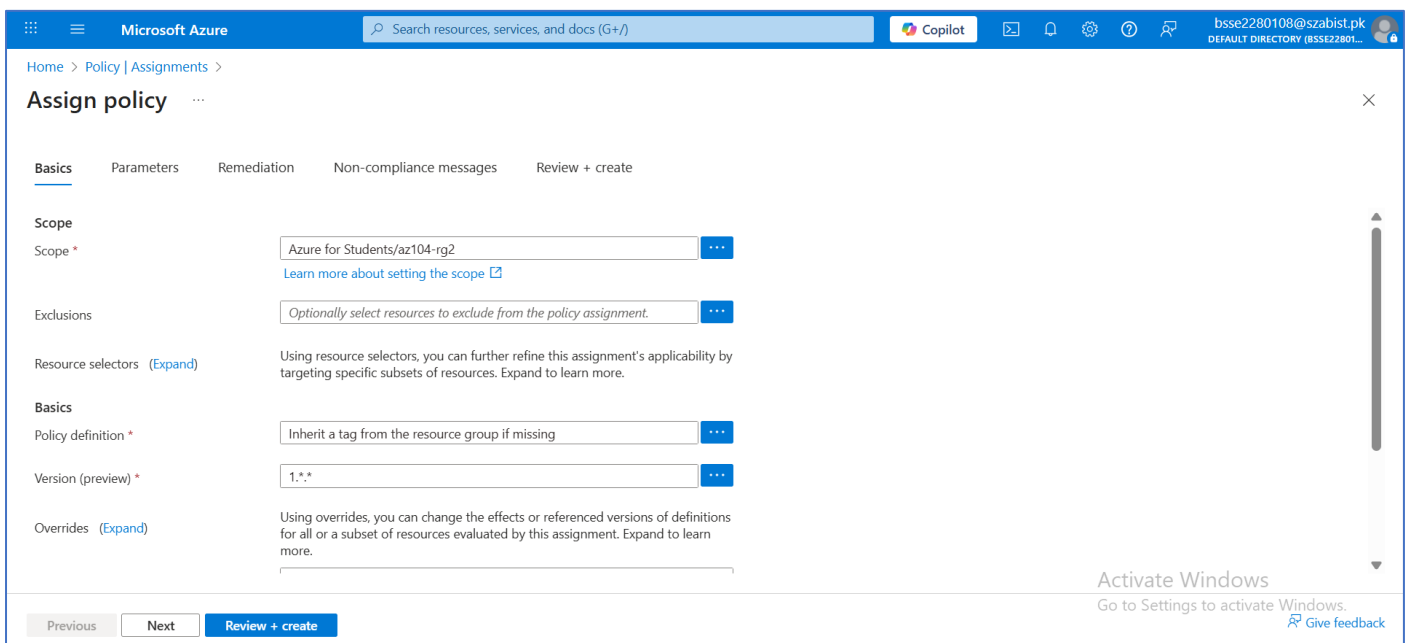 Microsoft Azure
Search resources, services, and docs (G+/)
Copilot
bsse2280108@szabist.pk
DEFAULT DIRECTORY (BSSE22801...
Home > Policy | Assignments >
Assign policy ...
Basics
Parameters
Remediation
Non-compliance messages
Review + create
Scope
Scope *
Azure for Students/az104-rg2
Learn more about setting the scope
Exclusions
Optionally select resources to exclude from the policy assignment.
Resource selectors (Expand)
Using resource selectors, you can further refine this assignment's applicability by
targeting specific subsets of resources. Expand to learn more.
Basics
Policy definition *
Inherit a tag from the resource group if missing
Version (preview) *
1.*.*
Overrides (Expand)
Using overrides, you can change the effects or referenced versions of definitions
for all or a subset of resources evaluated by this assignment. Expand to learn
more.
Activate Windows
Go to Settings to activate Windows.
Previous
Next
Review + create
Give feedback